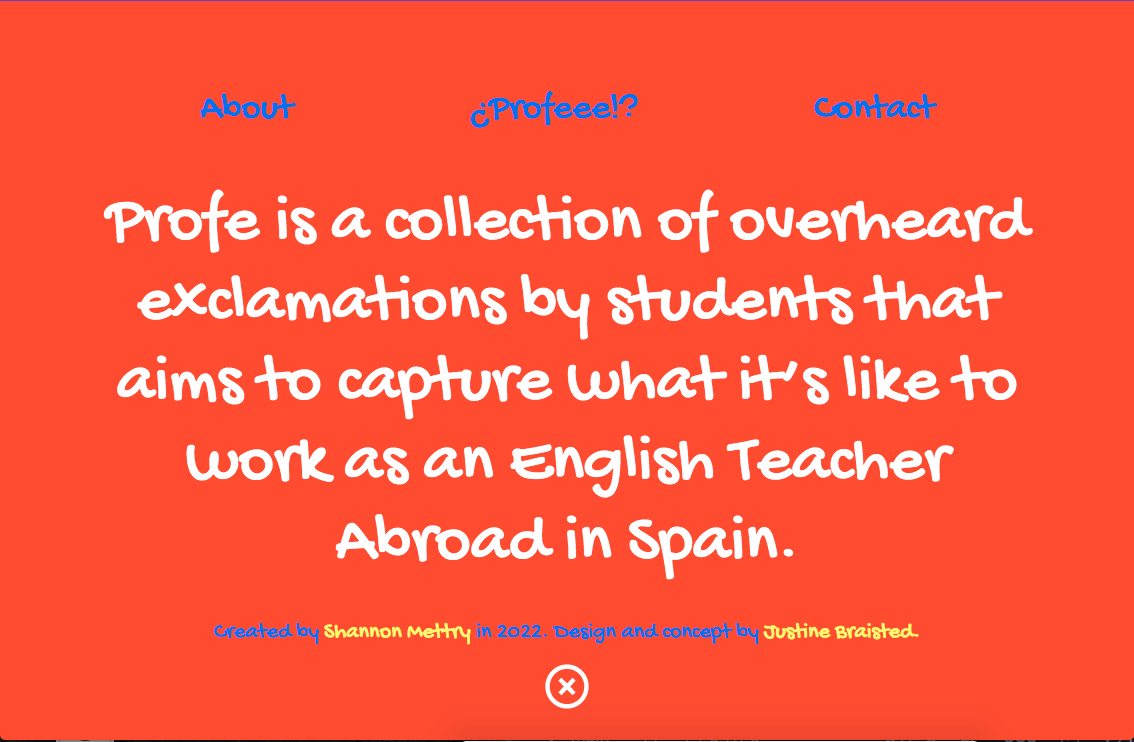 About ¿Profeee!? Contact
Profe is a collection of overheard
exclamations by students that
aims to capture what it's like to
work as an English Teacher
Abroad in Spain.
Created by Shannon Mettry in 2022. Design and concept by Justine Braisted.